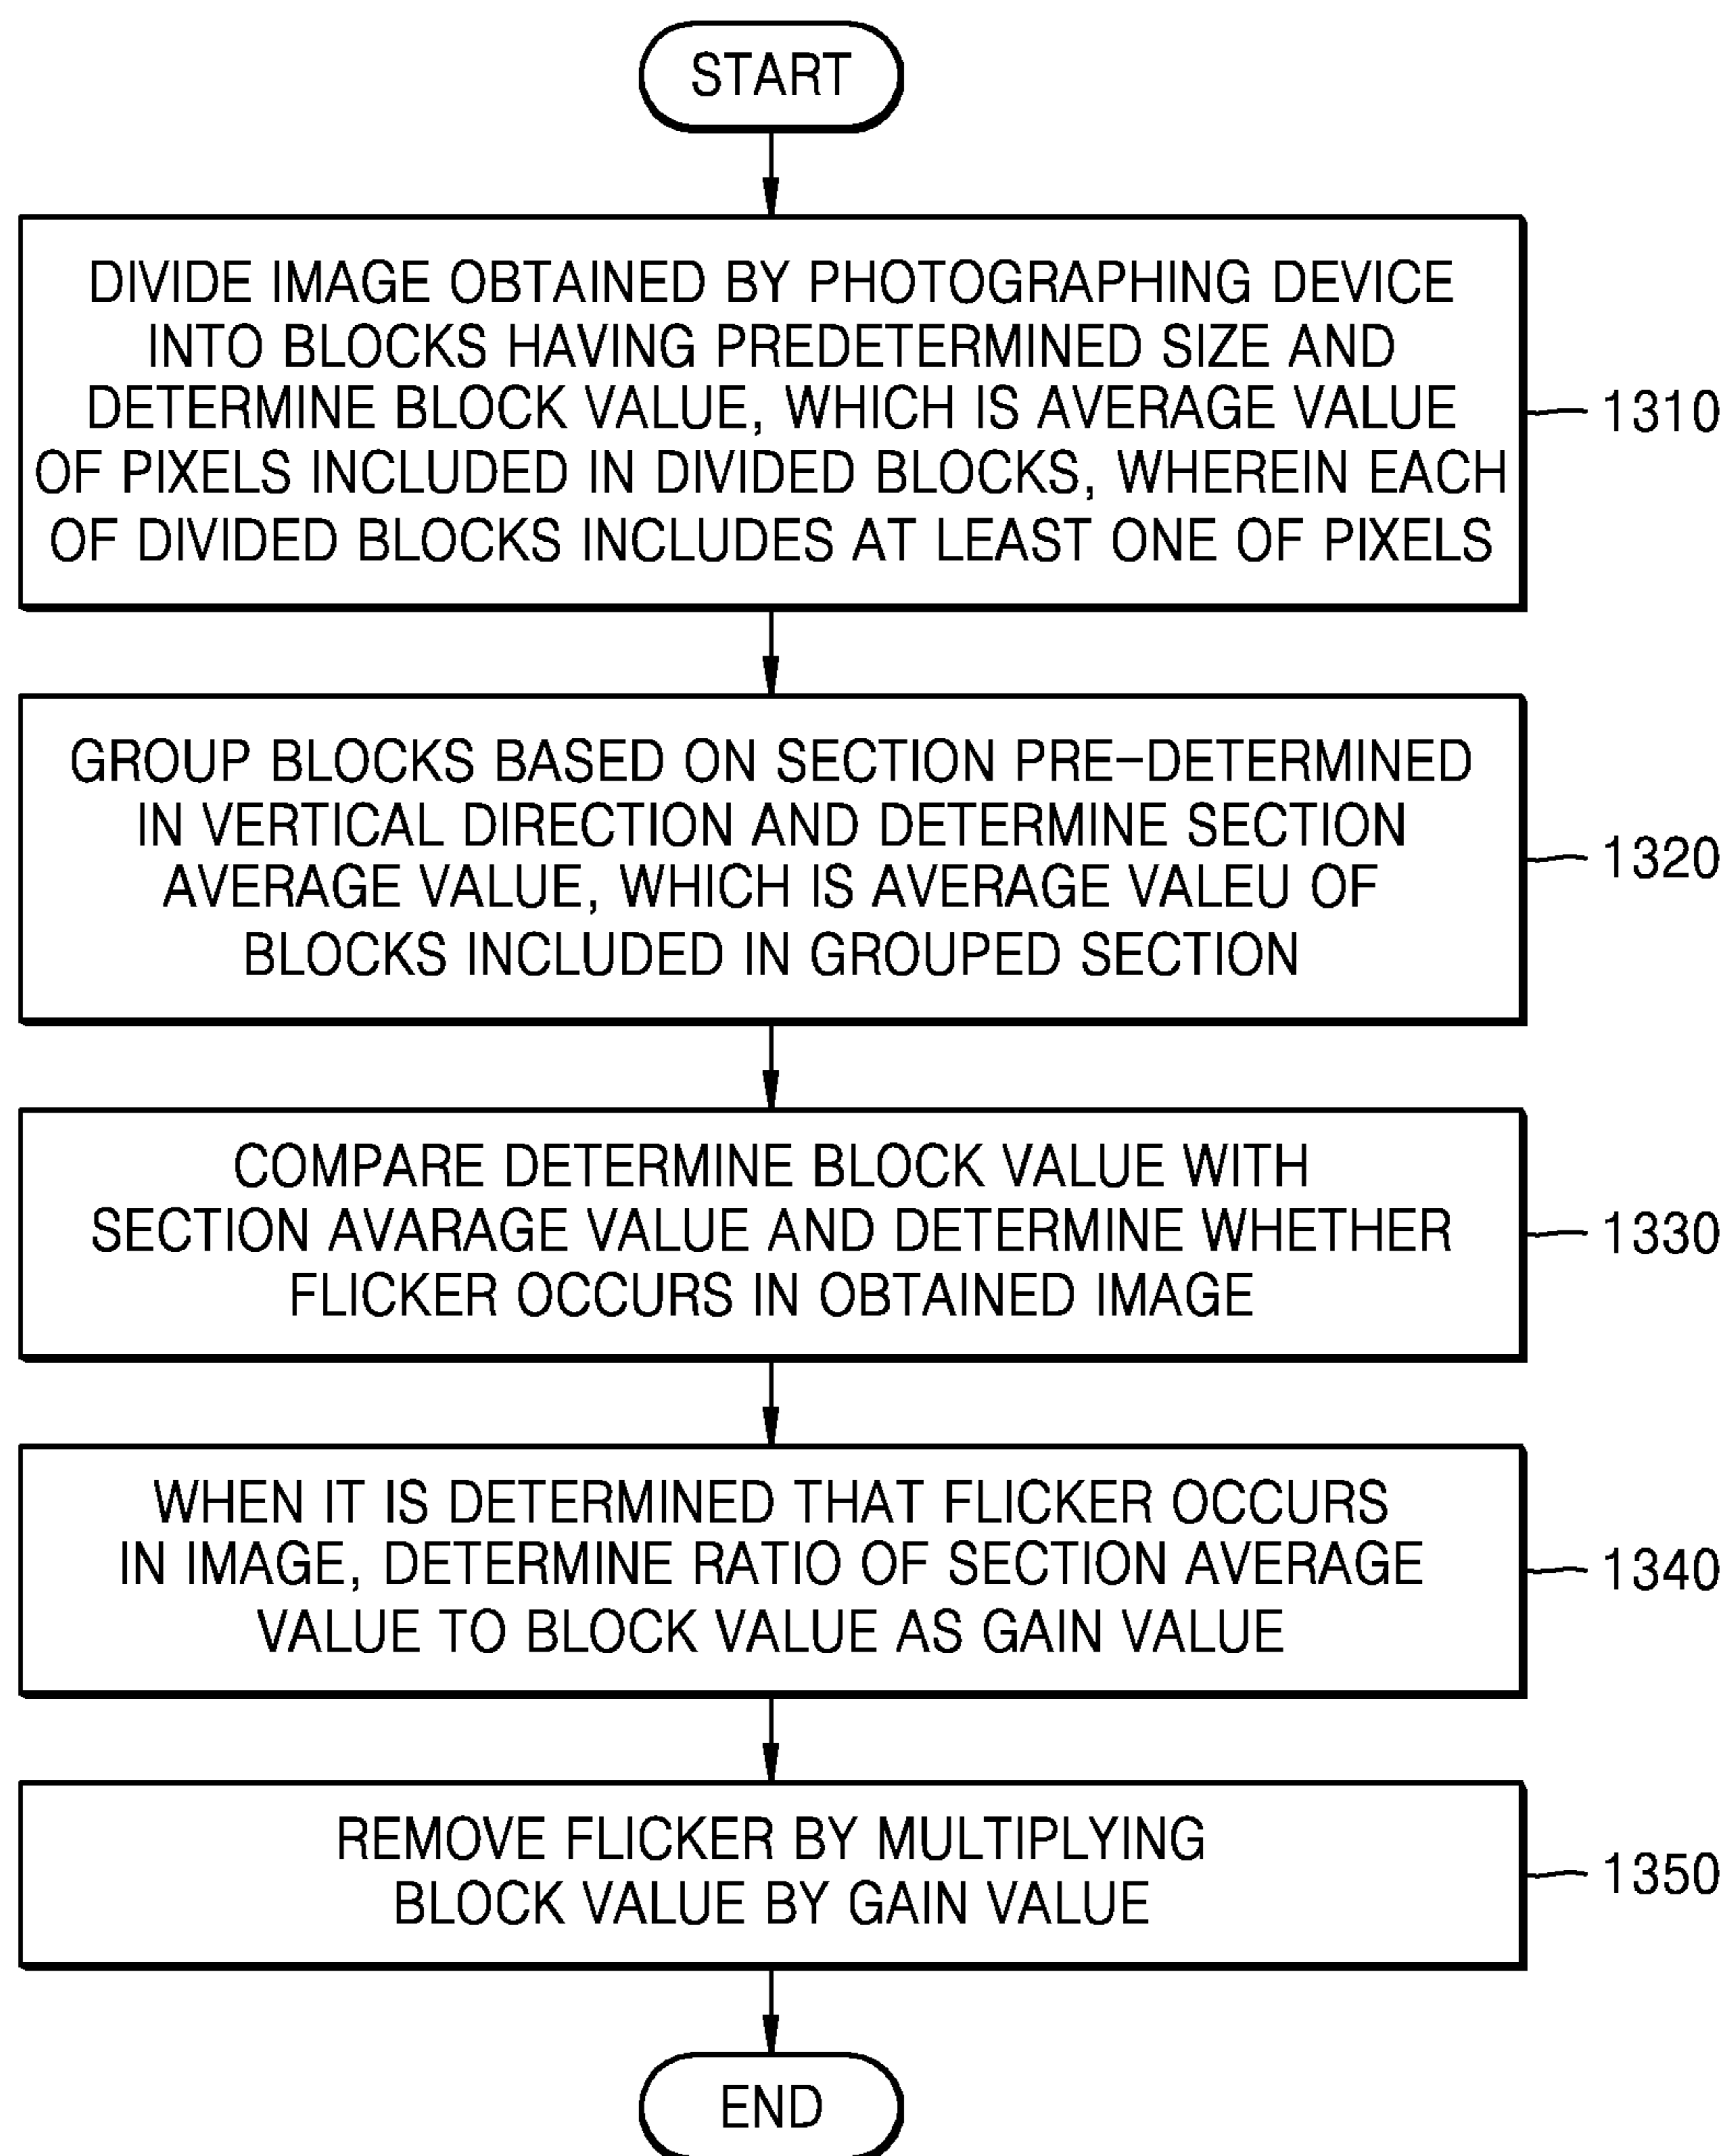 START
DIVIDE IMAGE OBTAINED BY PHOTOGRAPHING DEVICE
INTO BLOCKS HAVING PREDETERMINED SIZE AND
DETERMINE BLOCK VALUE, WHICH IS AVERAGE VALUE
OF PIXELS INCLUDED IN DIVIDED BLOCKS, WHEREIN EACH
OF DIVIDED BLOCKS INCLUDES AT LEAST ONE OF PIXELS
1310
GROUP BLOCKS BASED ON SECTION PRE-DETERMINED
IN VERTICAL DIRECTION AND DETERMINE SECTION
AVERAGE VALUE, WHICH IS AVERAGE VALEU OF
BLOCKS INCLUDED IN GROUPED SECTION
1320
COMPARE DETERMINE BLOCK VALUE WITH
SECTION AVARAGE VALUE AND DETERMINE WHETHER
FLICKER OCCURS IN OBTAINED IMAGE
1330
WHEN IT IS DETERMINED THAT FLICKER OCCURS
IN IMAGE, DETERMINE RATIO OF SECTION AVERAGE
VALUE TO BLOCK VALUE AS GAIN VALUE
1340
REMOVE FLICKER BY MULTIPLYING
BLOCK VALUE BY GAIN VALUE
1350
END